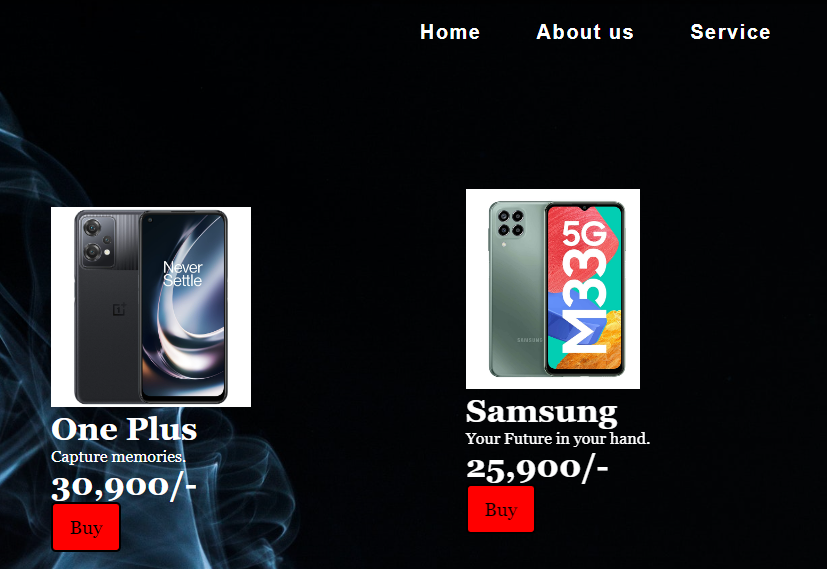 Home About us Service
Never
Settle
One Plus
Capture memories.
30,900/-
Buy
5G
M33
SAMSUNG
Samsung
Your Future in your hand.
25,900/-
Buy